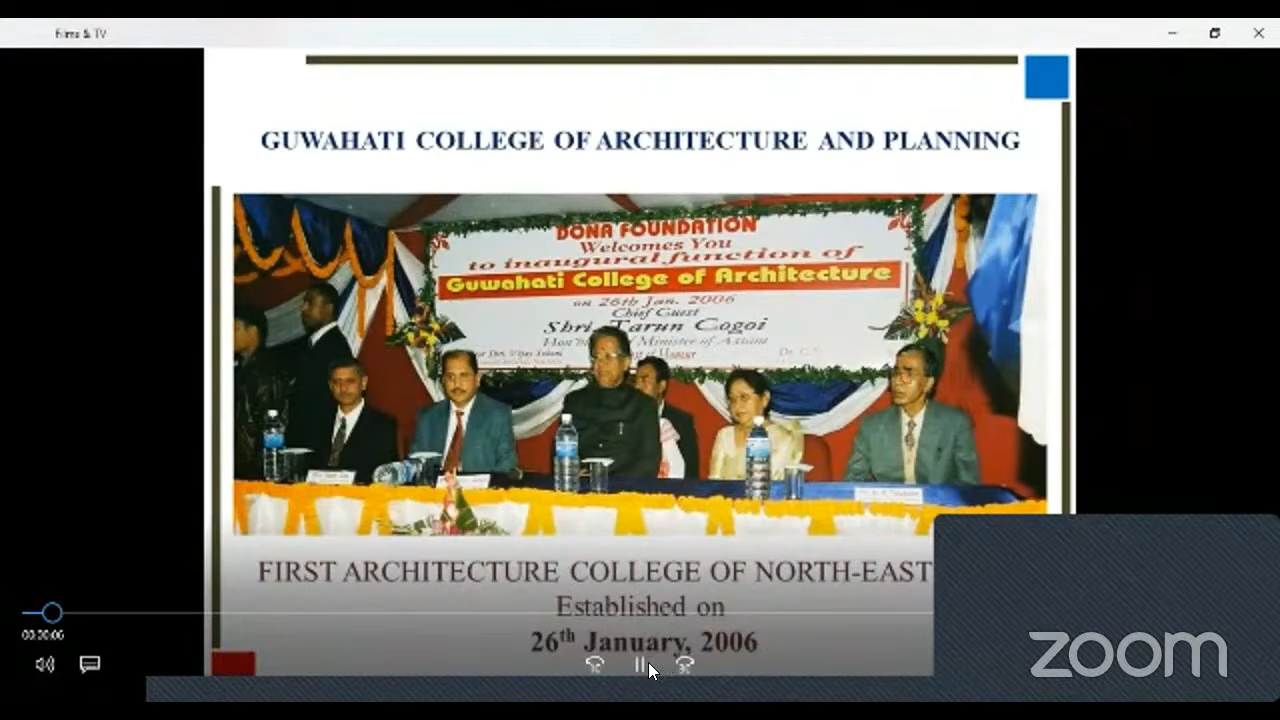 Films & TV
GUWAHATI COLLEGE OF ARCHITECTURE AND PLANNING
DONA FOUNDATION
Welcomes You
to inaugural function of
Guwahati College of Architecture
on 26th Jan. 2006
Chief Guest
Shri Tarun Gogoi
Minister of Assam
of Honour
FIRST ARCHITECTURE COLLEGE OF NORTH-EAST
Established on
26th January, 2006
00:00:06
zoom